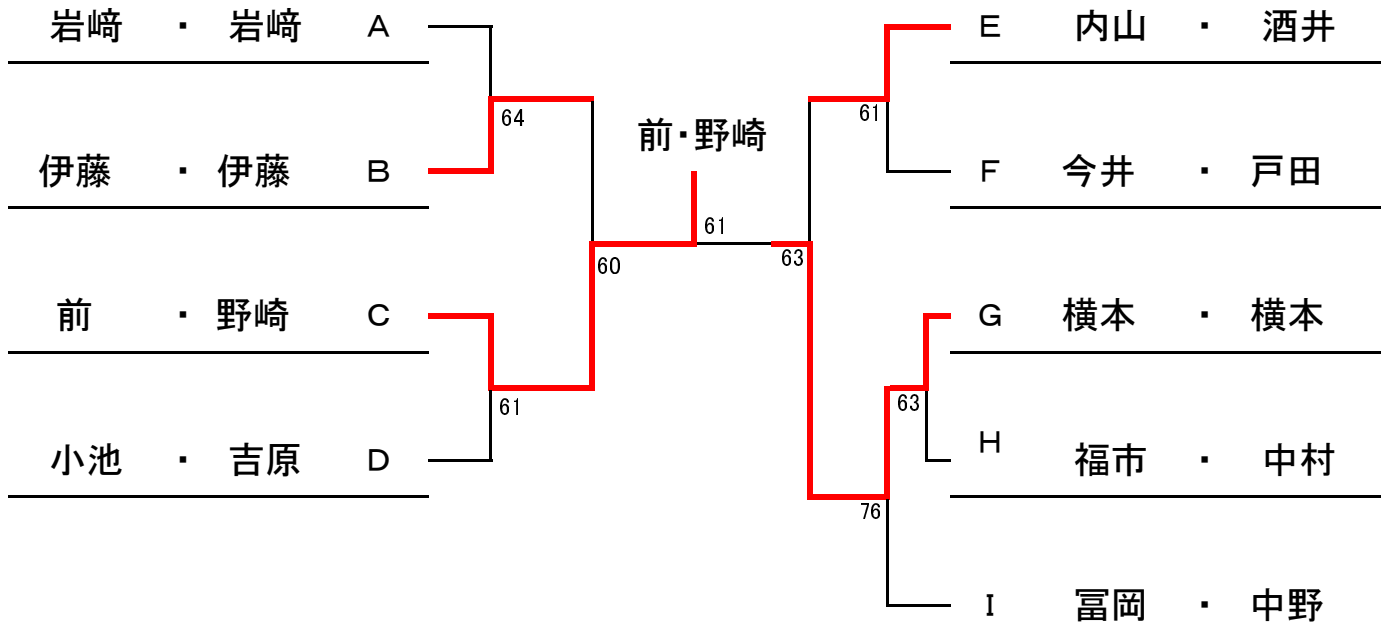 岩﨑 ・ 岩﨑 A
伊藤 ・ 伊藤 B
前 ・ 野崎 C
小池 ・ 吉原 D
64
61
60
前・野崎
61
63
61
63
76
E 内山 ・ 酒井
F 今井 ・ 戸田
G 横本 ・ 横本
H 福市 ・ 中村
I 冨岡 ・ 中野